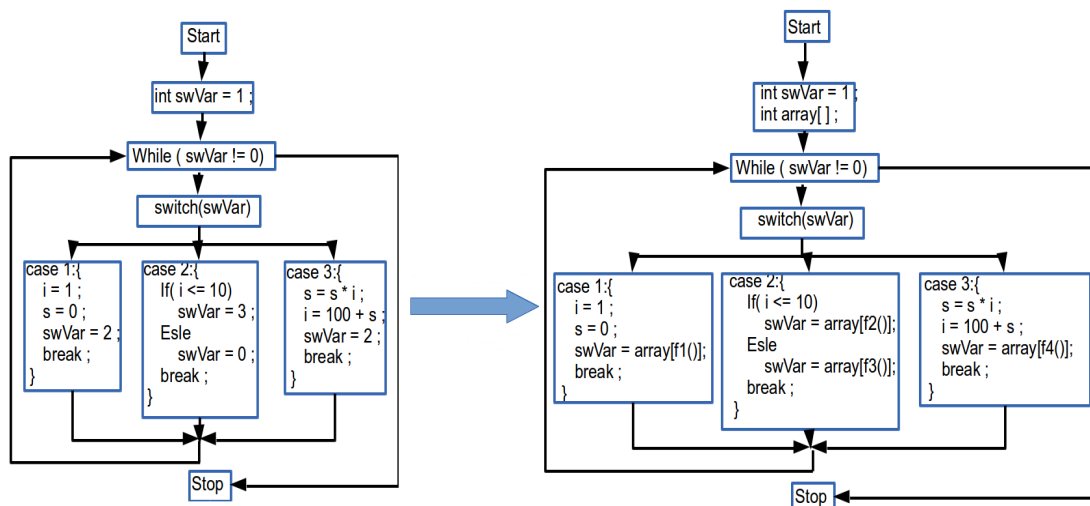 Start
int swVar = 1 ;
While ( swVar != 0)
switch(swVar)
case 1:{
i = 1 ;
s = 0 ;
swVar = 2 ;
break ;
}
case 2:{
If( i <= 10)
swVar = 3 ;
Esle
swVar = 0 ;
break ;
}
case 3:{
s = s * i ;
i = 100 + s ;
swVar = 2 ;
break ;
}
Stop
Start
int swVar = 1 ;
int array[ ] ;
While ( swVar != 0)
switch(swVar)
case 1:{
i = 1 ;
s = 0 ;
swVar = array[f1()];
break ;
}
case 2:{
If( i <= 10)
swVar = array[f2()];
Esle
swVar = array[f3()];
break ;
}
case 3:{
s = s * i ;
i = 100 + s ;
swVar = array[f4()];
break ;
}
Stop